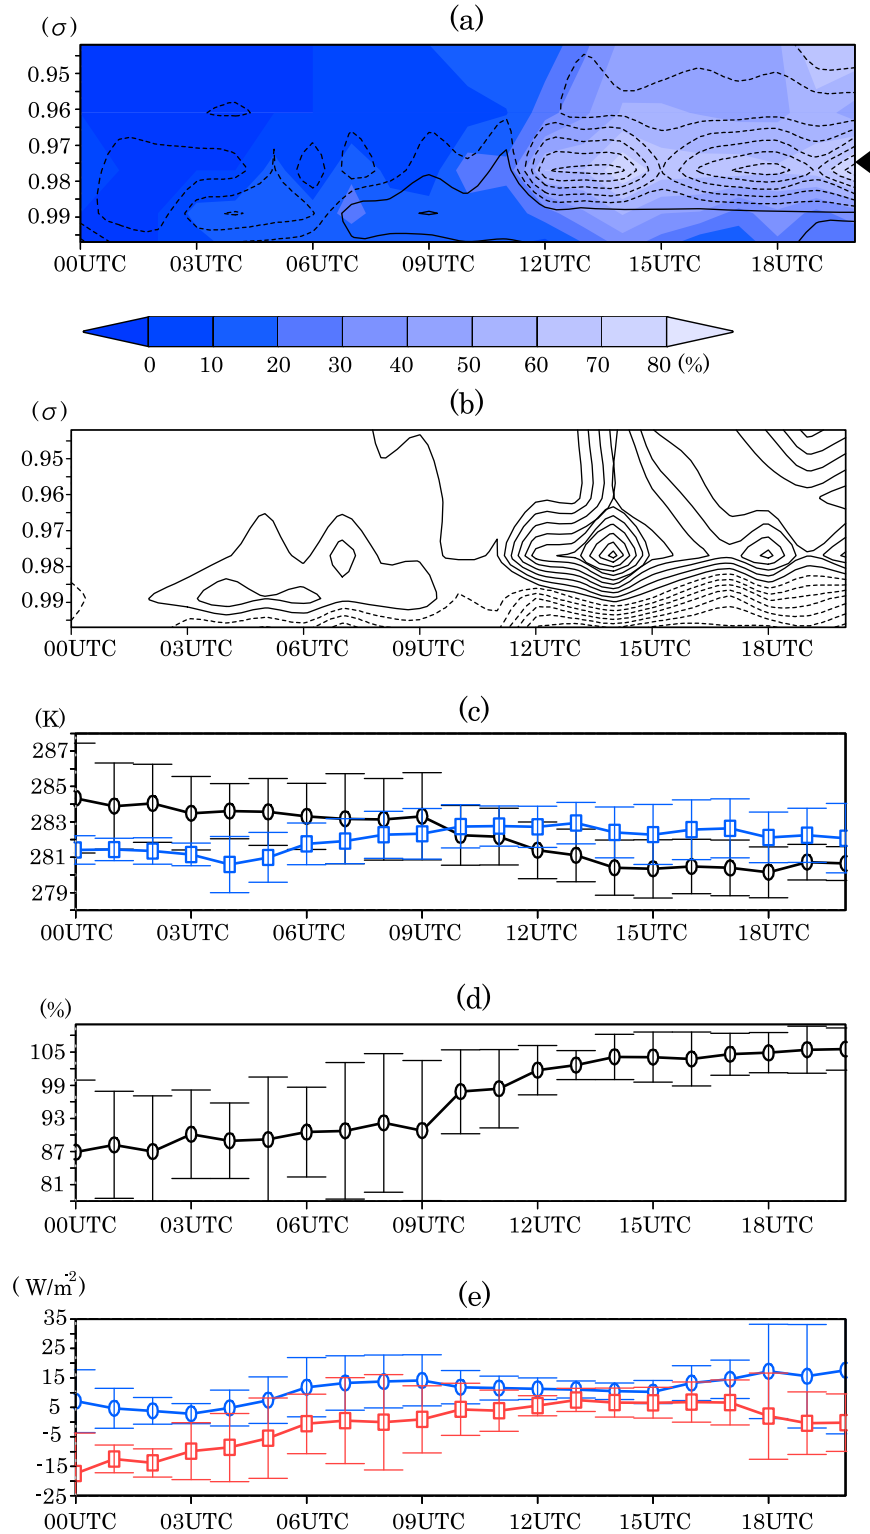 (a)
(σ)
0.95
0.96
0.97
0.98
0.99
00UTC 03UTC 06UTC 09UTC 12UTC 15UTC 18UTC
0 10 20 30 40 50 60 70 80 (%)
(b)
(σ)
0.95
0.96
0.97
0.98
0.99
00UTC 03UTC 06UTC 09UTC 12UTC 15UTC 18UTC
(c)
(K)
287
285
283
281
279
00UTC 03UTC 06UTC 09UTC 12UTC 15UTC 18UTC
(d)
(%)
105
99
93
87
81
00UTC 03UTC 06UTC 09UTC 12UTC 15UTC 18UTC
(e)
( W/m⁻²)
35
25
15
5
-5
-15
-25
00UTC 03UTC 06UTC 09UTC 12UTC 15UTC 18UTC